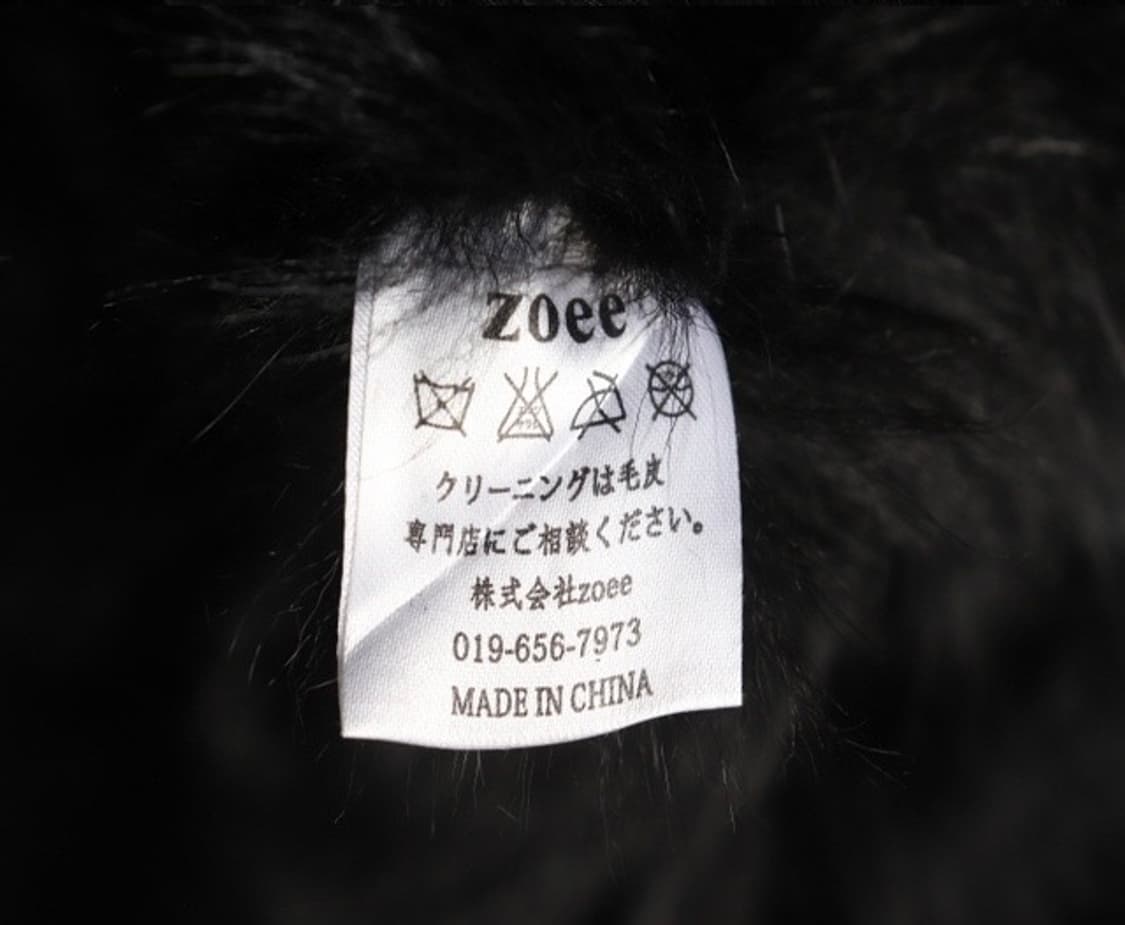 zoee
クリーニングは毛皮
専門店にご相談ください。
株式会社zoee
019-656-7973
MADE IN CHINA